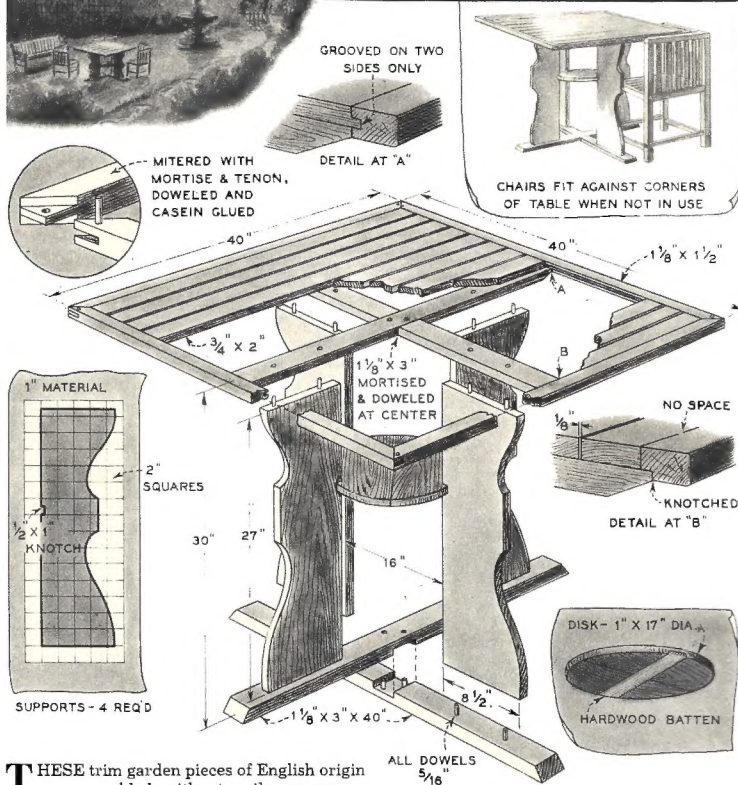 GROOVED ON TWO
SIDES ONLY
DETAIL AT "A"
CHAIRS FIT AGAINST CORNERS
OF TABLE WHEN NOT IN USE
MITERED WITH
MORTISE & TENON,
DOWELED AND
CASEIN GLUED
40"
40"
1 1/8" X 1 1/2"
A
3/4" X 2"
B
1 1/8" X 3"
MORTISED
& DOWELED
AT CENTER
1" MATERIAL
2"
SQUARES
1/2" X 1"
KNOTCH
SUPPORTS - 4 REQ'D
30"
27"
16"
1/8"
NO SPACE
KNOTCHED
DETAIL AT "B"
DISK - 1" X 17" DIA.
HARDWOOD BATTEN
8 1/2"
1 1/8" X 3" X 40"
ALL DOWELS
5/16"
THESE trim garden pieces of English origin